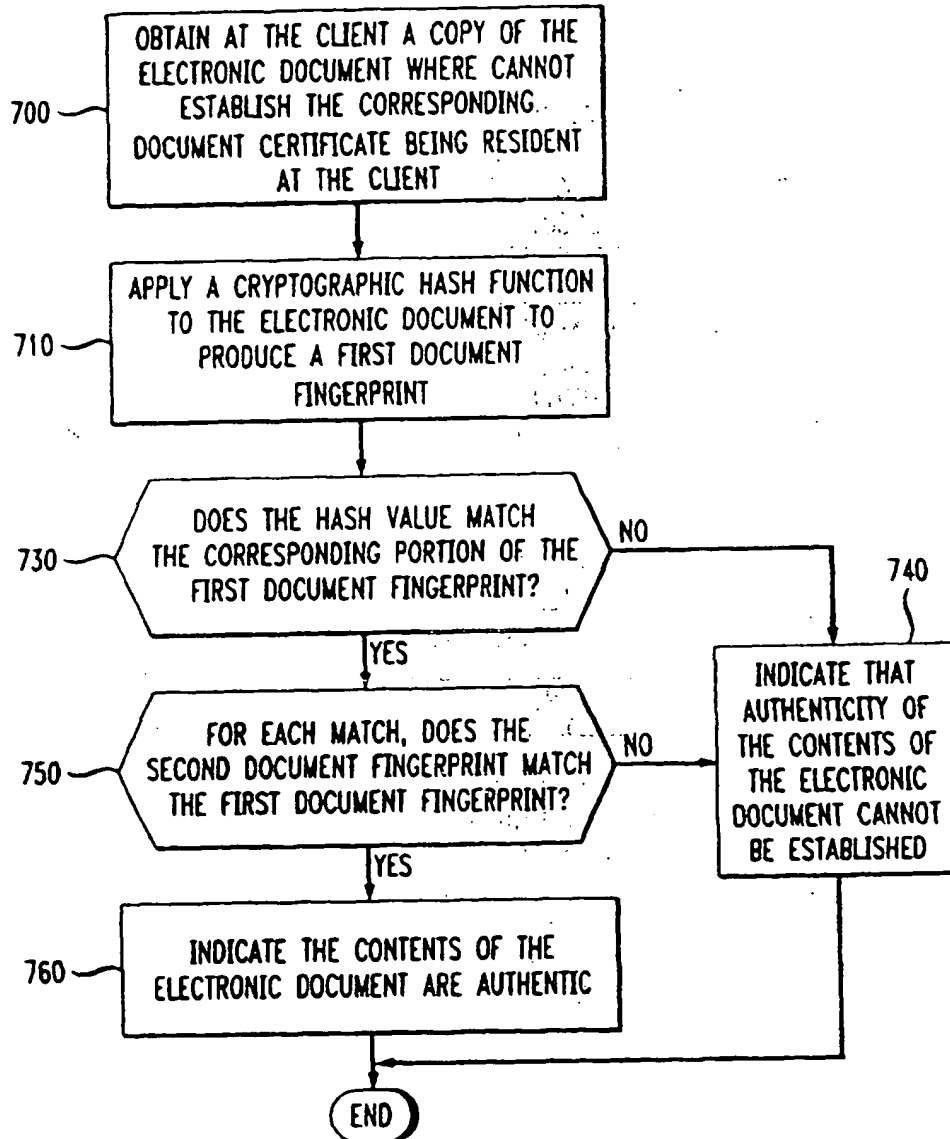 700
OBTAIN AT THE CLIENT A COPY OF THE
ELECTRONIC DOCUMENT WHERE CANNOT
ESTABLISH THE CORRESPONDING
DOCUMENT CERTIFICATE BEING RESIDENT
AT THE CLIENT
710
APPLY A CRYPTOGRAPHIC HASH FUNCTION
TO THE ELECTRONIC DOCUMENT TO
PRODUCE A FIRST DOCUMENT
FINGERPRINT
730
DOES THE HASH VALUE MATCH
THE CORRESPONDING PORTION OF THE
FIRST DOCUMENT FINGERPRINT?
NO
YES
740
INDICATE THAT
AUTHENTICITY OF
THE CONTENTS OF
THE ELECTRONIC
DOCUMENT CANNOT
BE ESTABLISHED
750
FOR EACH MATCH, DOES THE
SECOND DOCUMENT FINGERPRINT MATCH
THE FIRST DOCUMENT FINGERPRINT?
NO
YES
760
INDICATE THE CONTENTS OF THE
ELECTRONIC DOCUMENT ARE AUTHENTIC
END